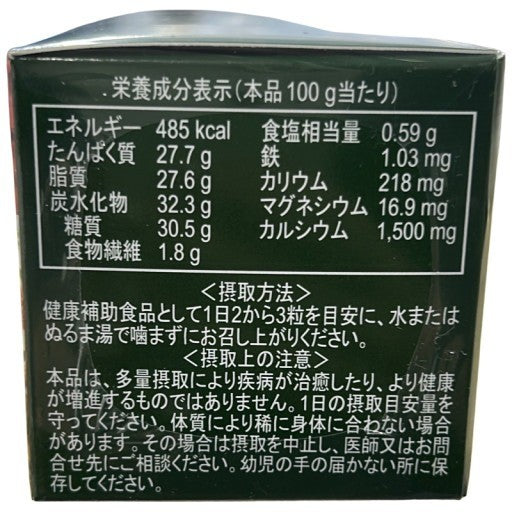 栄養成分表示(本品100g当たり)
エネルギー 485 kcal 食塩相当量 0.59 g
たんぱく質 27.7 g 鉄 1.03 mg
脂質 27.6 g カリウム 218 mg
炭水化物 32.3 g マグネシウム 16.9 mg
糖質 30.5 g カルシウム 1,500 mg
食物繊維 1.8 g
＜摂取方法＞
健康補助食品として1日2から3粒を目安に、水または
ぬるま湯で噛まずにお召し上がりください。
＜摂取上の注意＞
本品は、多量摂取により疾病が治癒したり、より健康
が増進するものではありません。1日の摂取目安量を
守ってください。体質により稀に身体に合わない場合
があります。その場合は摂取を中止し、医師又はお問
合せ先にご相談ください。幼児の手の届かない所に保
存してください。